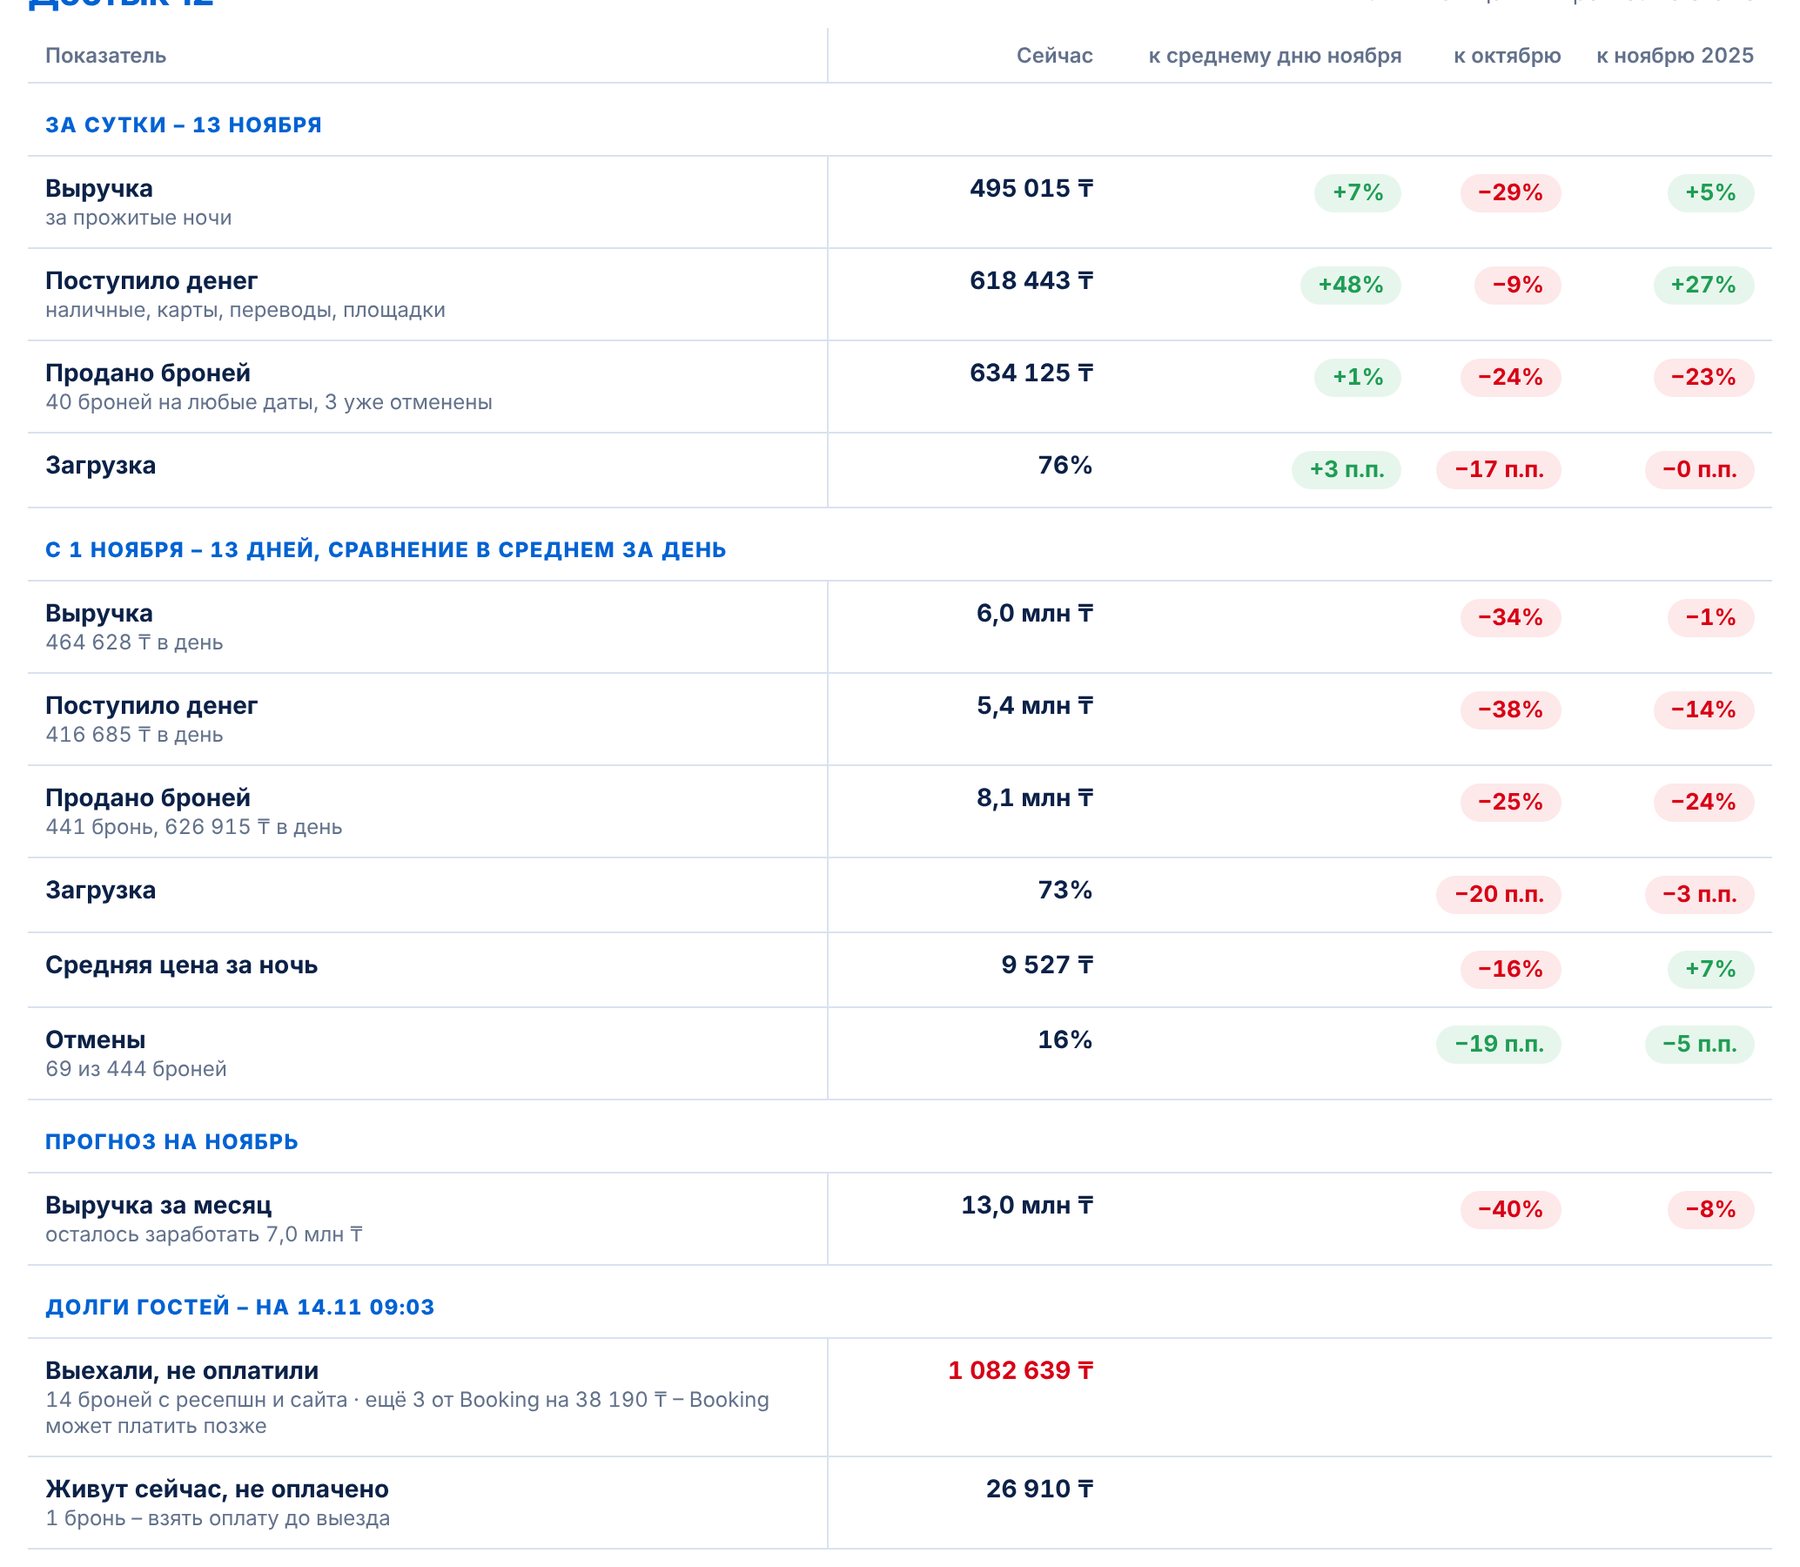 Показатель Сейчас к среднему дню ноября к октябрю к ноябрю 2025
ЗА СУТКИ – 13 НОЯБРЯ
Выручка 495 015 ₸ +7% −29% +5%
за прожитые ночи
Поступило денег 618 443 ₸ +48% −9% +27%
наличные, карты, переводы, площадки
Продано броней 634 125 ₸ +1% −24% −23%
40 броней на любые даты, 3 уже отменены
Загрузка 76% +3 п.п. −17 п.п. −0 п.п.
С 1 НОЯБРЯ – 13 ДНЕЙ, СРАВНЕНИЕ В СРЕДНЕМ ЗА ДЕНЬ
Выручка 6,0 млн ₸ −34% −1%
464 628 ₸ в день
Поступило денег 5,4 млн ₸ −38% −14%
416 685 ₸ в день
Продано броней 8,1 млн ₸ −25% −24%
441 бронь, 626 915 ₸ в день
Загрузка 73% −20 п.п. −3 п.п.
Средняя цена за ночь 9 527 ₸ −16% +7%
Отмены 16% −19 п.п. −5 п.п.
69 из 444 броней
ПРОГНОЗ НА НОЯБРЬ
Выручка за месяц 13,0 млн ₸ −40% −8%
осталось заработать 7,0 млн ₸
ДОЛГИ ГОСТЕЙ – НА 14.11 09:03
Выехали, не оплатили 1 082 639 ₸
14 броней с ресепшн и сайта · ещё 3 от Booking на 38 190 ₸ – Booking
может платить позже
Живут сейчас, не оплачено 26 910 ₸
1 бронь – взять оплату до выезда